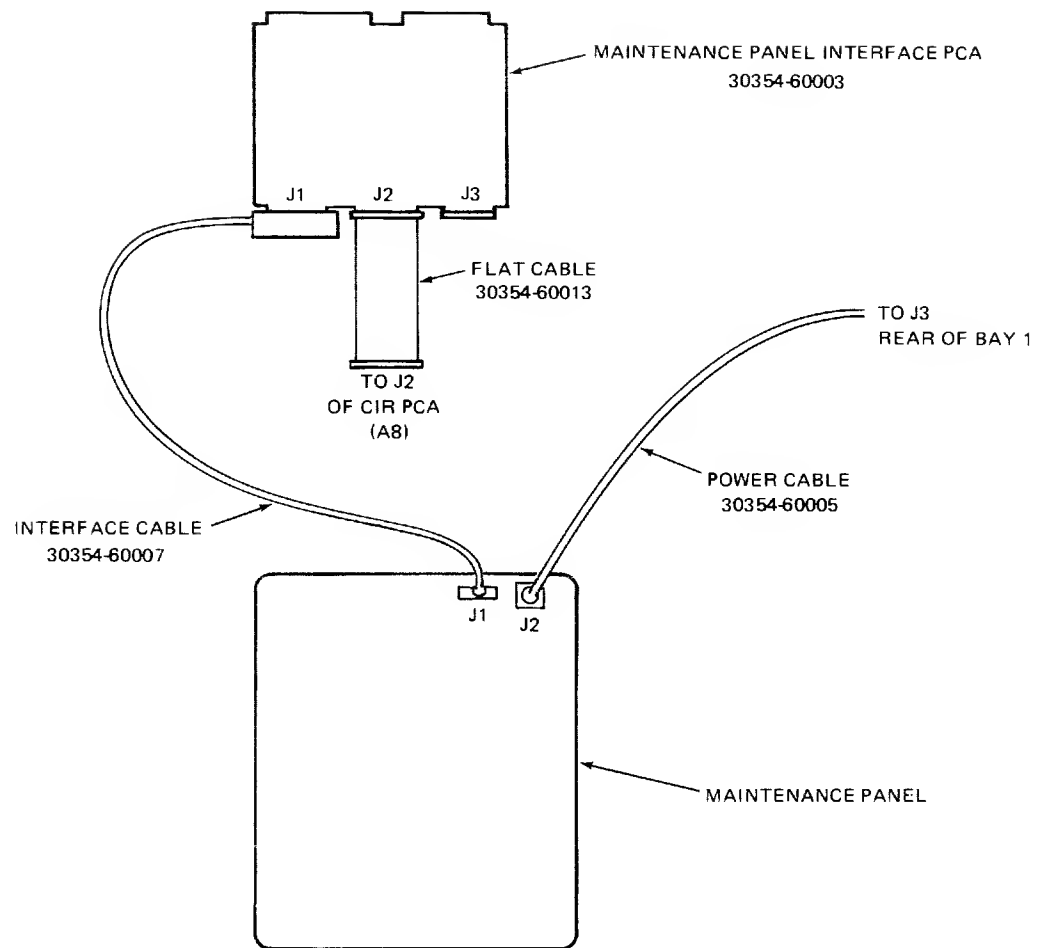 MAINTENANCE PANEL INTERFACE PCA
30354-60003
J1
J2
J3
FLAT CABLE
30354-60013
TO J3
REAR OF BAY 1
TO J2
OF CIR PCA
(A8)
POWER CABLE
30354-60005
INTERFACE CABLE
30354-60007
J1
J2
MAINTENANCE PANEL